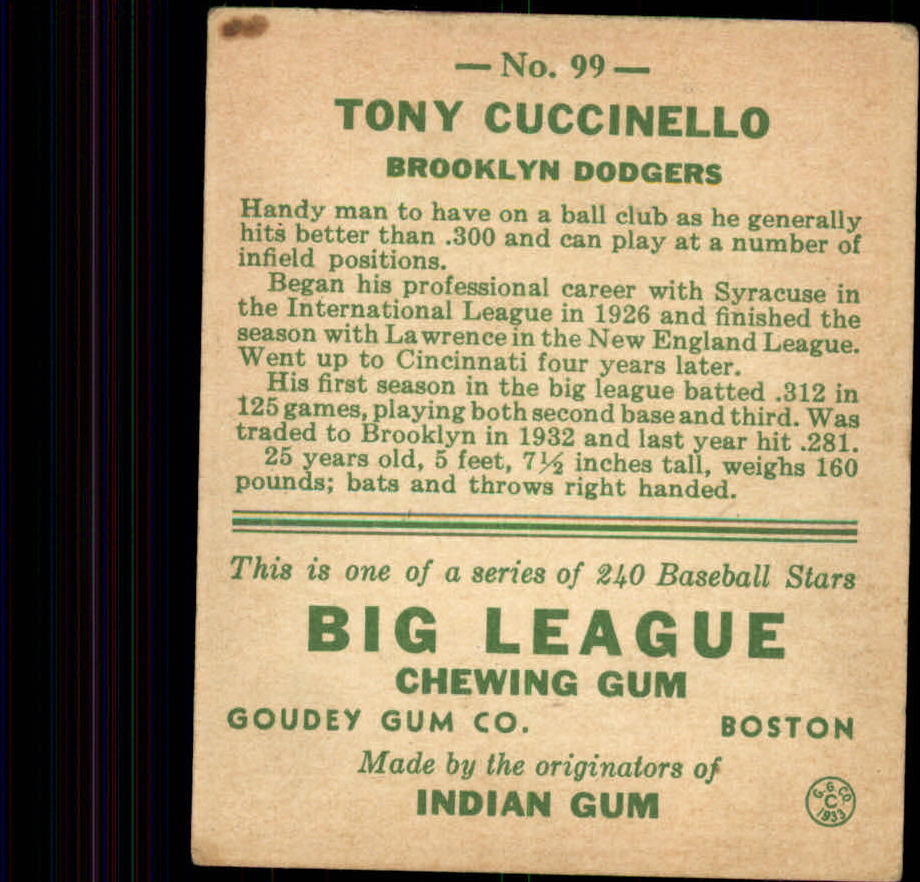 — No. 99 —
TONY CUCCINELLO
BROOKLYN DODGERS
Handy man to have on a ball club as he generally
hits better than .300 and can play at a number of
infield positions.
Began his professional career with Syracuse in
the International League in 1926 and finished the
season with Lawrence in the New England League.
Went up to Cincinnati four years later.
His first season in the big league batted .312 in
125 games, playing both second base and third. Was
traded to Brooklyn in 1932 and last year hit .281.
25 years old, 5 feet, 7½ inches tall, weighs 160
pounds; bats and throws right handed.
This is one of a series of 240 Baseball Stars
BIG LEAGUE
CHEWING GUM
GOUDEY GUM CO. BOSTON
Made by the originators of
INDIAN GUM
G. G. CO.
C
1933